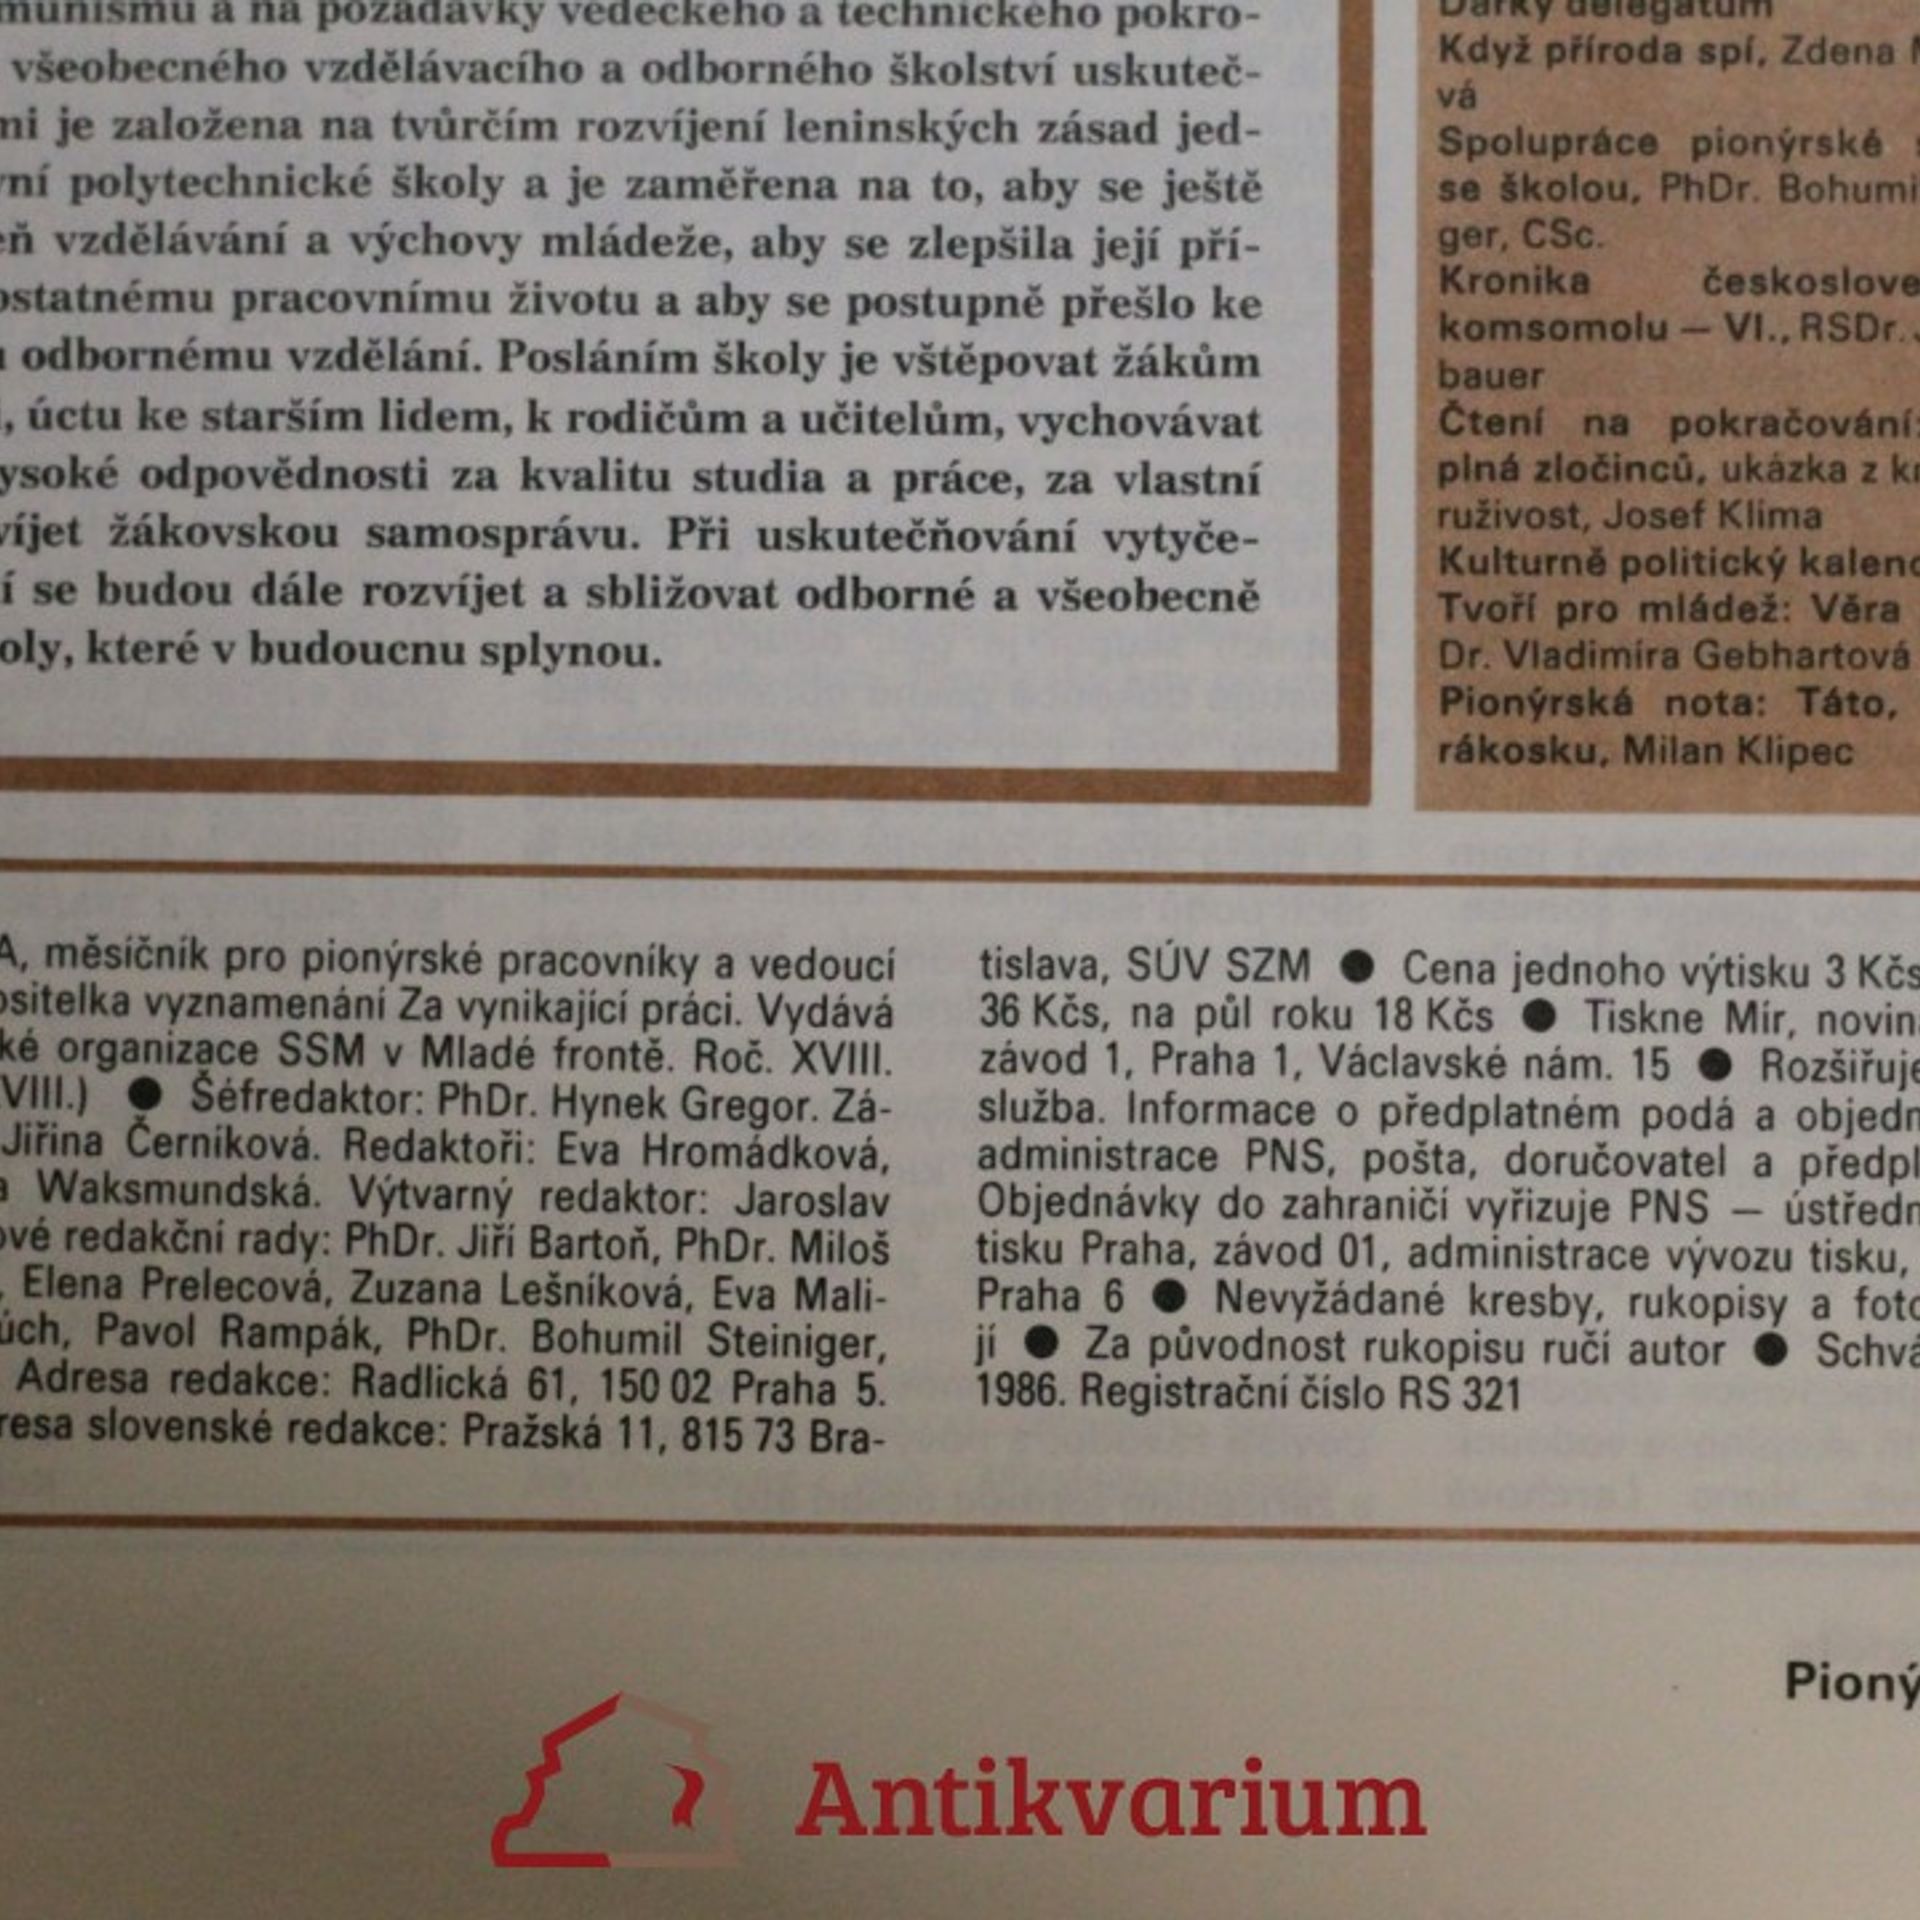 a na požadavky vědeckého a technického pokro-
všeobecného vzdělávacího a odborného školství uskuteč-
je založena na tvůrčím rozvíjení leninských zásad jed-
polytechnické školy a je zaměřena na to, aby se ještě
vzdělávání a výchovy mládeže, aby se zlepšila její pří-
pracovnímu životu a aby se postupně přešlo ke
odbornému vzdělání. Posláním školy je vštěpovat žákům
úctu ke starším lidem, k rodičům a učitelům, vychovávat
odpovědnosti za kvalitu studia a práce, za vlastní
žákovskou samosprávu. Při uskutečňování vytyče-
se budou dále rozvíjet a sbližovat odborné a všeobecně
které v budoucnu splynou.
Dárky delegátům
Když příroda spí, Zdena
vá
Spolupráce pionýrské
se školou, PhDr. Bohumi
ger, CSc.
Kronika českoslove
komsomolu – VI., RSDr.
bauer
Čtení na pokračování:
plná zločinců, ukázka z
ruživost, Josef Klíma
Kulturně politický kalend
Tvoří pro mládež: Věra
Dr. Vladimíra Gebhartová
Pionýrská nota: Táto,
rákosku, Milan Klipec
A, měsíčník pro pionýrské pracovníky a vedoucí
ositelka vyznamenání Za vynikající práci. Vydává
ké organizace SSM v Mladé frontě. Roč. XVIII.
VIII.) ● Šéfredaktor: PhDr. Hynek Gregor. Zá-
Jiřina Černíková. Redaktoři: Eva Hromádková,
Waksmundská. Výtvarný redaktor: Jaroslav
ové redakční rady: PhDr. Jiří Bartoň, PhDr. Miloš
, Elena Prelecová, Zuzana Lešníková, Eva Mali-
úch, Pavol Rampák, PhDr. Bohumil Steiniger,
Adresa redakce: Radlická 61, 150 02 Praha 5.
resa slovenské redakce: Pražská 11, 815 73 Bra-
tislava, SÚV SZM ● Cena jednoho výtisku 3 Kčs
36 Kčs, na půl roku 18 Kčs ● Tiskne Mír, novin
závod 1, Praha 1, Václavské nám. 15 ● Rozšiřuje
služba. Informace o předplatném podá a objedn
administrace PNS, pošta, doručovatel a předpl
Objednávky do zahraničí vyřizuje PNS – ústředn
tisku Praha, závod 01, administrace vývozu tisku,
Praha 6 ● Nevyžádané kresby, rukopisy a foto
jí ● Za původnost rukopisu ručí autor ● Schvá
1986. Registrační číslo RS 321
Pioný
Antikvarium